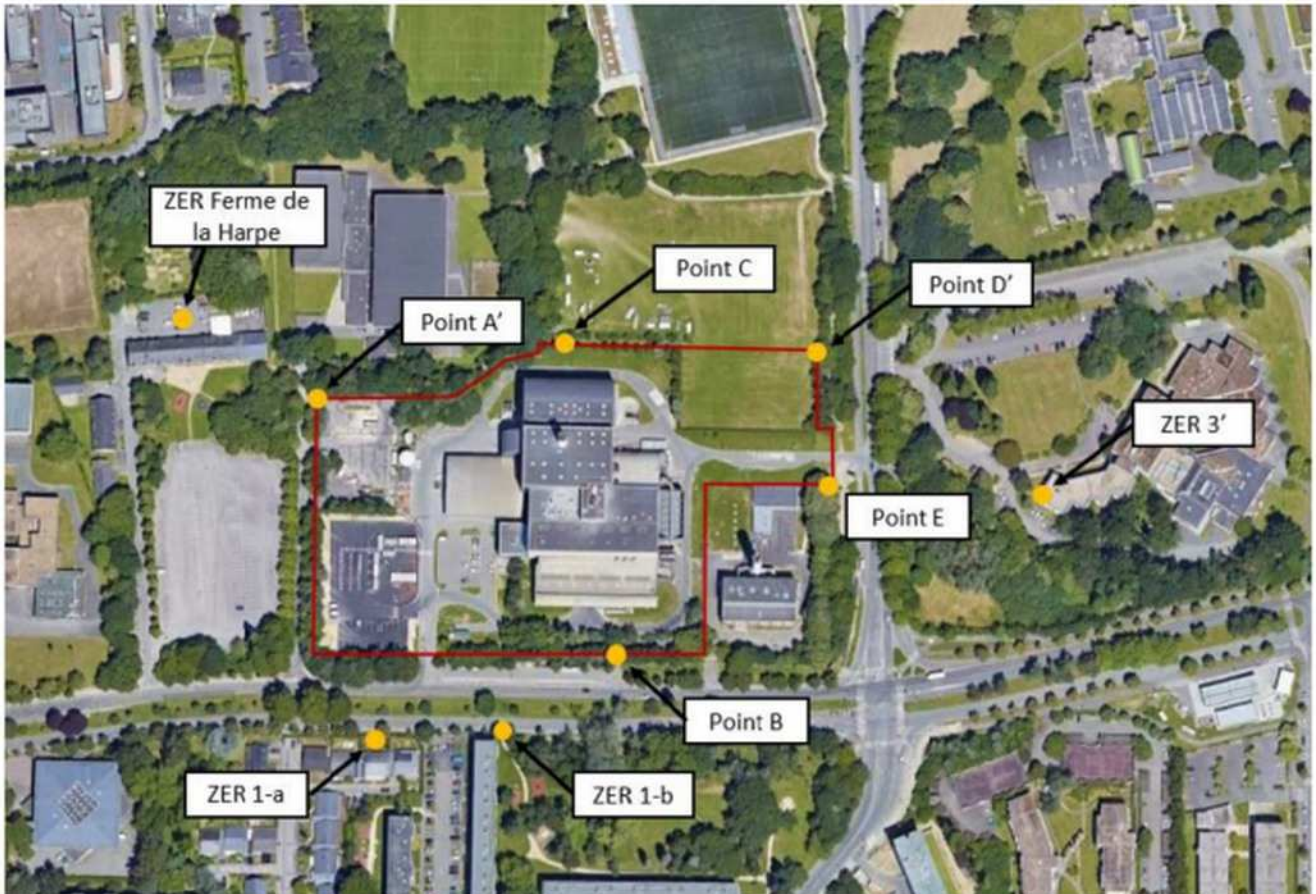 ZER Ferme de
la Harpe
Point C
Point D'
Point A'
ZER 3'
Point E
Point B
ZER 1-a
ZER 1-b